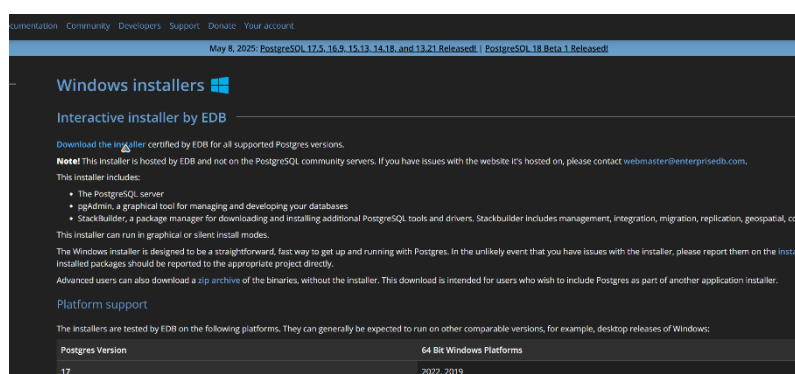 Community Developers Support Donate Your account
May 8, 2025: PostgreSQL 17.5, 16.9, 15.13, 14.18, and 13.21 Released! | PostgreSQL 18 Beta 1 Released!
Windows installers
Interactive installer by EDB
Download the installer certified by EDB for all supported Postgres versions.
Note! This installer is hosted by EDB and not on the PostgreSQL community servers. If you have issues with the website it's hosted on, please contact webmaster@enterprisedb.com.
This installer includes:
• The PostgreSQL server
• pgAdmin, a graphical tool for managing and developing your databases
• StackBuilder, a package manager for downloading and installing additional PostgreSQL tools and drivers. Stackbuilder includes management, integration, migration, replication, geospatial,
This installer can run in graphical or silent install modes.
The Windows installer is designed to be a straightforward, fast way to get up and running with Postgres. In the unlikely event that you have issues with the installer, please report them on the
installed packages should be reported to the appropriate project directly.
Advanced users can also download a zip archive of the binaries, without the installer. This download is intended for users who wish to include Postgres as part of another application installer.
Platform support
The installers are tested by EDB on the following platforms. They can generally be expected to run on other comparable versions, for example, desktop releases of Windows:
Postgres Version 64 Bit Windows Platforms
17 2022, 2019